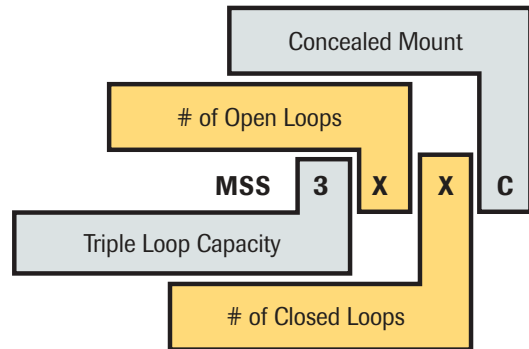 Concealed Mount
# of Open Loops
MSS 3 X X C
Triple Loop Capacity
# of Closed Loops